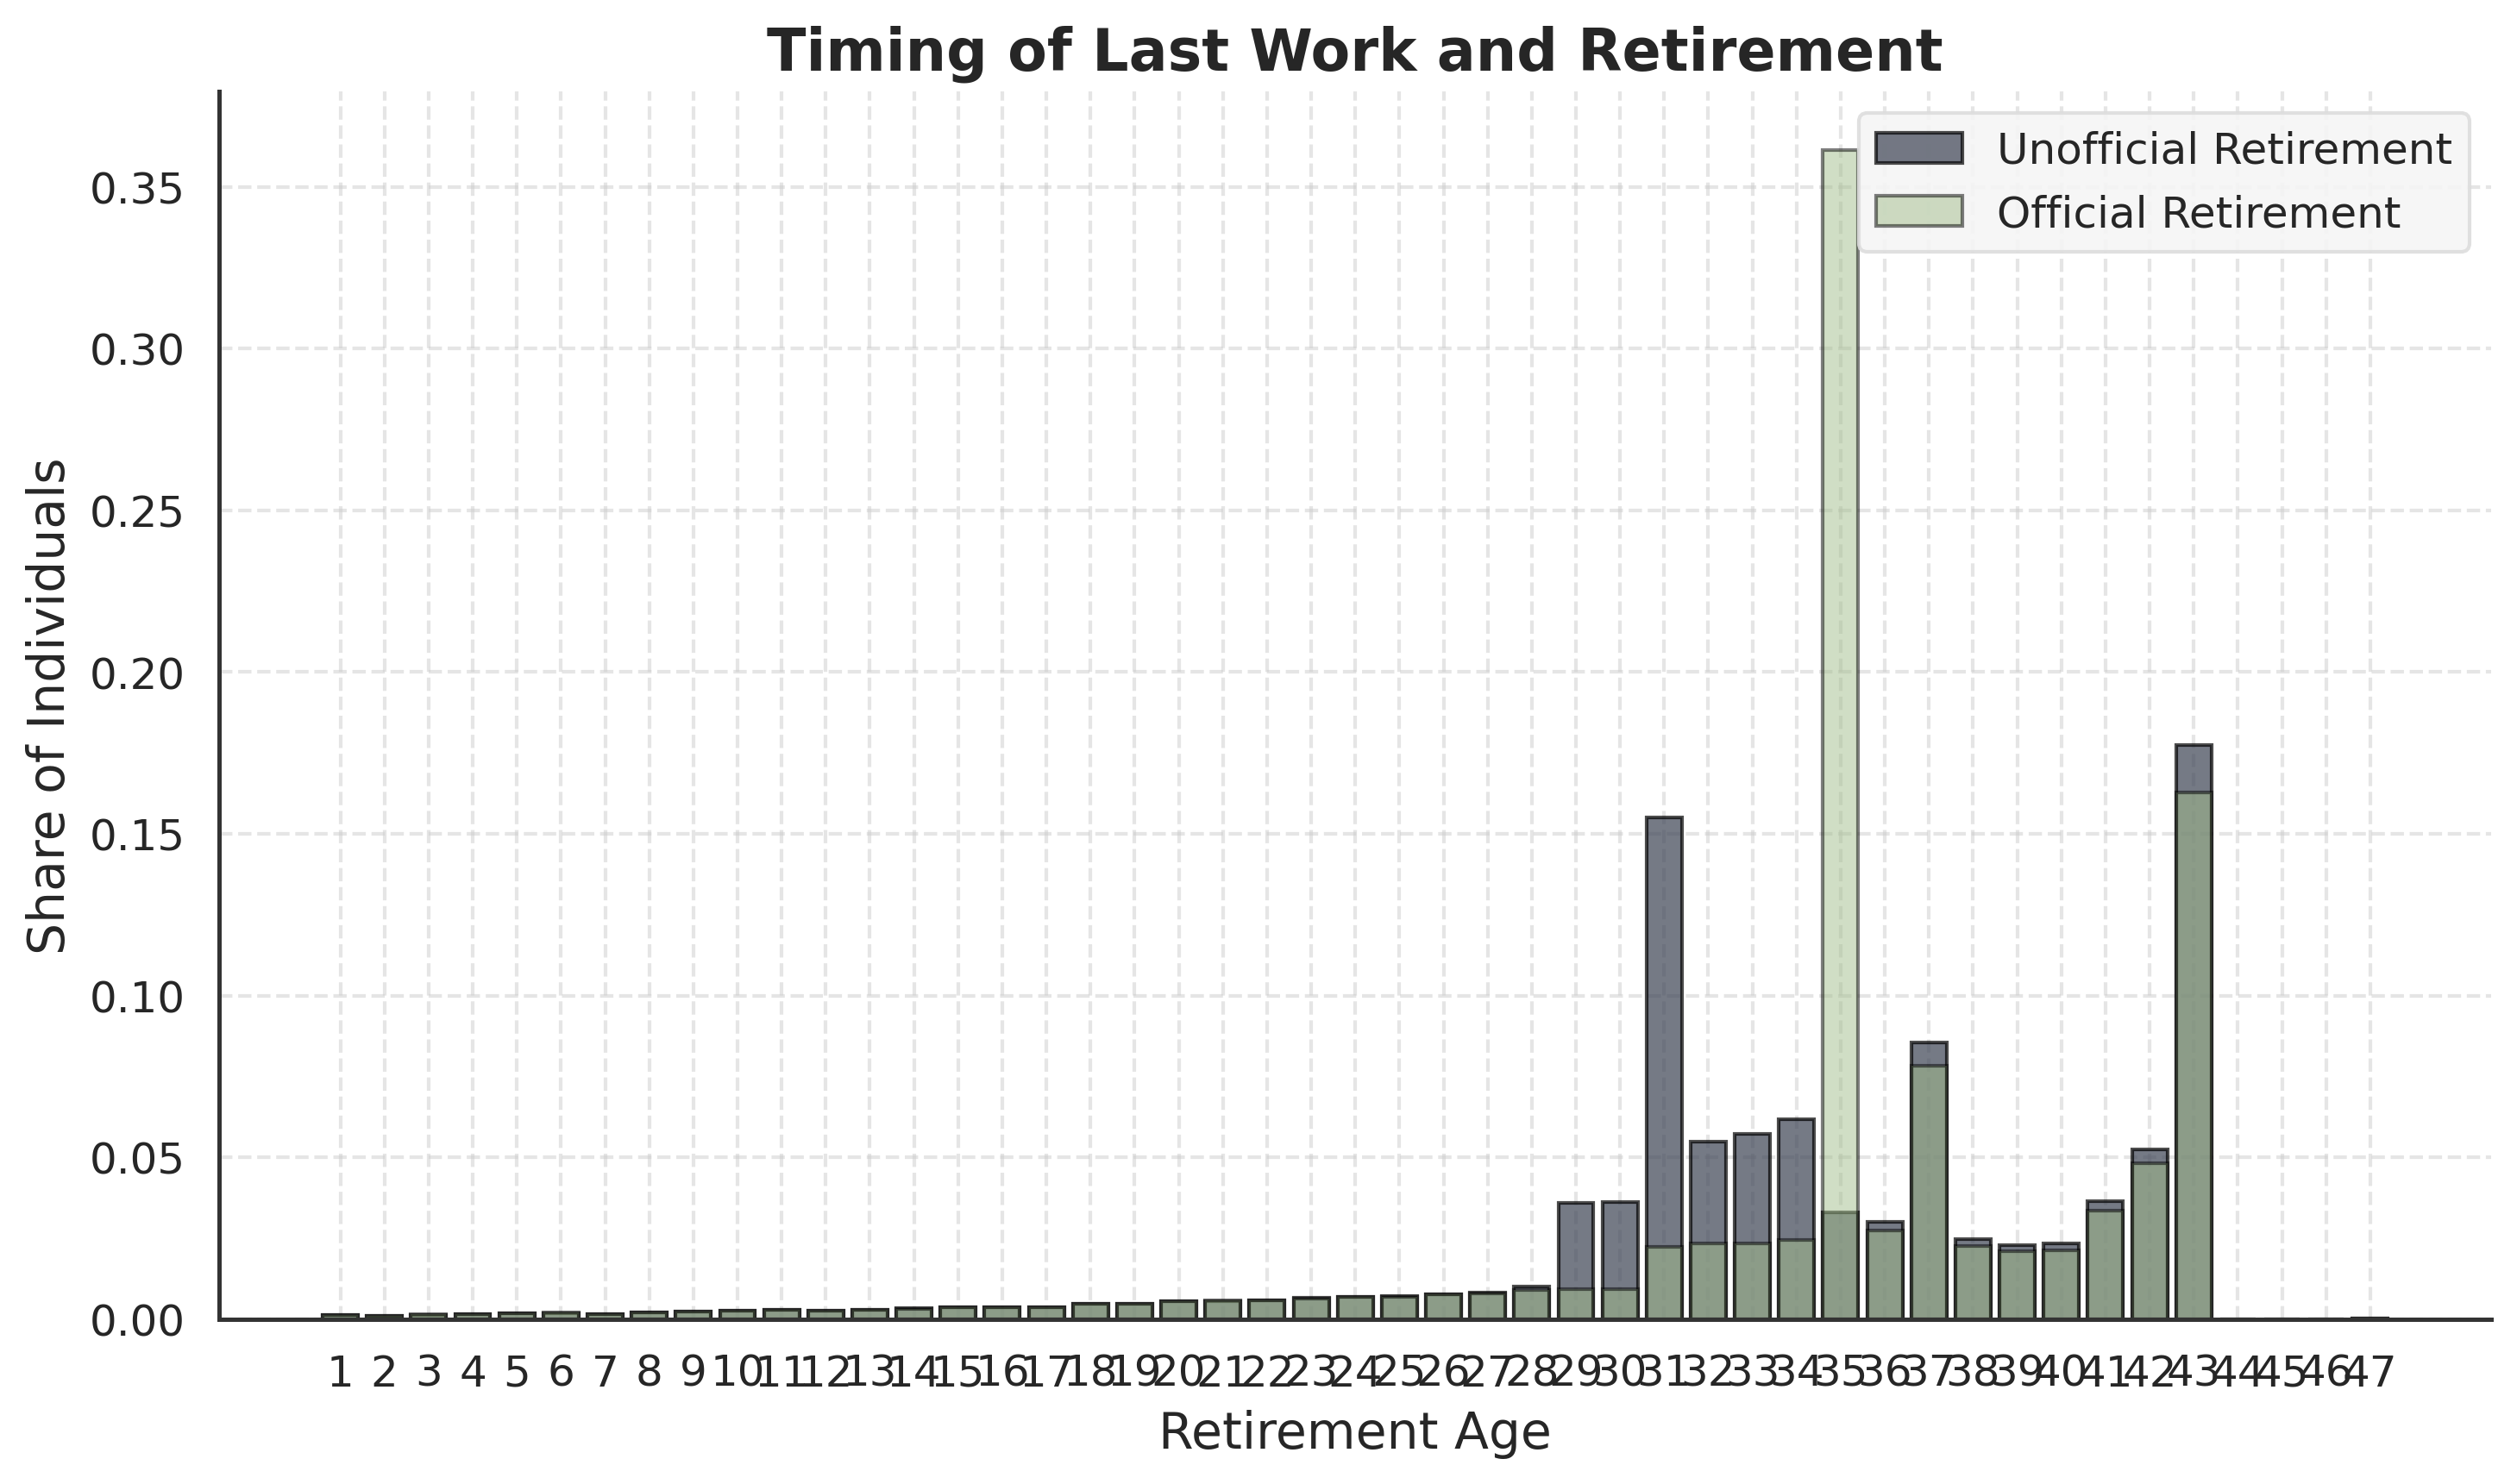 Timing of Last Work and Retirement
Unofficial Retirement
Official Retirement
0.35
0.30
0.25
0.20
0.15
0.10
0.05
0.00
Share of Individuals
1 2 3 4 5 6 7 8 9 10 11 12 13 14 15 16 17 18 19 20 21 22 23 24 25 26 27 28 29 30 31 32 33 34 35 36 37 38 39 40 41 42 43 44 45 46 47
Retirement Age